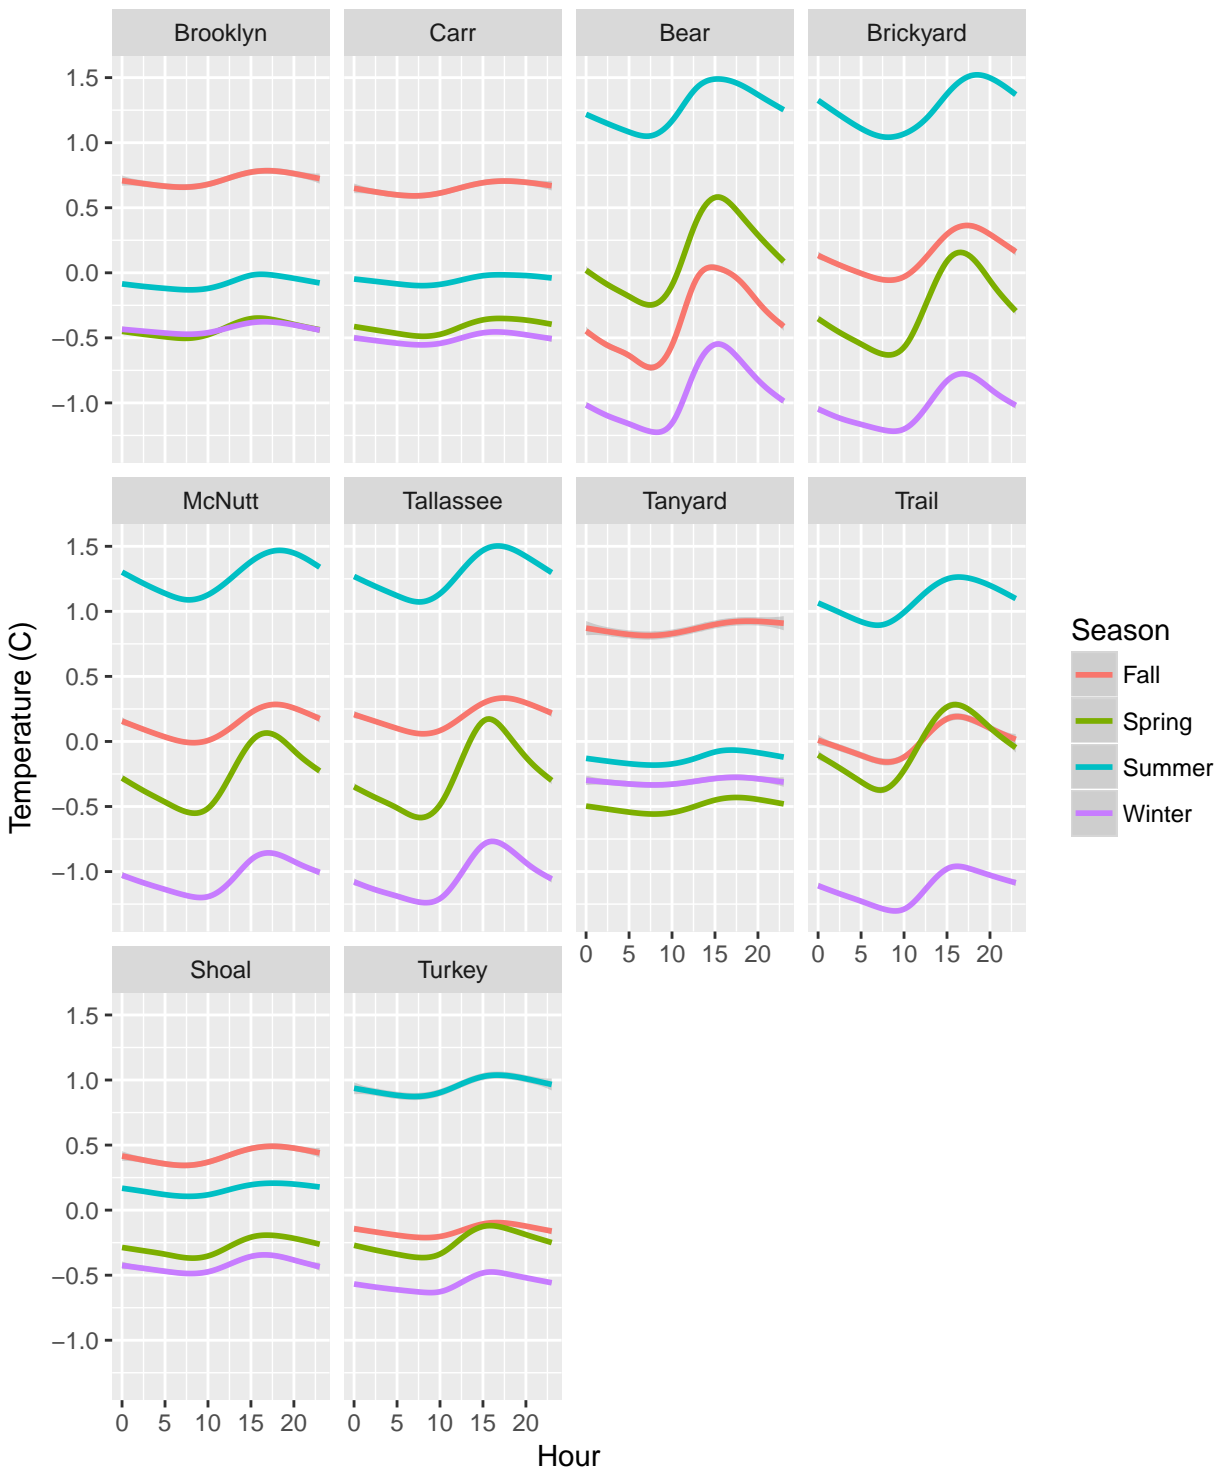 Brooklyn Carr Bear Brickyard
1.5
1.0
0.5
0.0
−0.5
−1.0
McNutt Tallassee Tanyard Trail
1.5
1.0
0.5
0.0
−0.5
−1.0
0 5 10 15 20 0 5 10 15 20
Shoal Turkey
1.5
1.0
0.5
0.0
−0.5
−1.0
0 5 10 15 20 0 5 10 15 20
Hour
Temperature (C)
Season
Fall
Spring
Summer
Winter